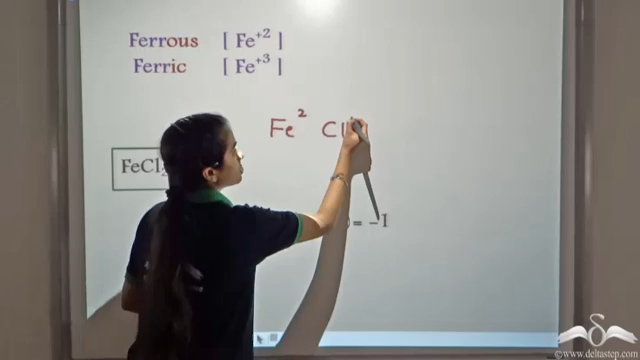 Ferrous [ Fe+2 ]
Ferric [ Fe+3 ]
Fe2 Cl
FeCl
= -1
©www.deltastep.com